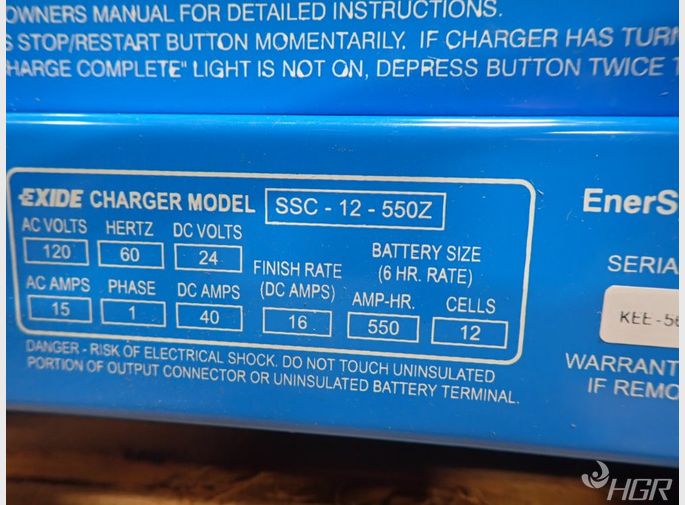 OWNERS MANUAL FOR DETAILED INSTRUCTIONS.
STOP/RESTART BUTTON MOMENTARILY. IF CHARGER HAS TURN
HARGE COMPLETE" LIGHT IS NOT ON, DEPRESS BUTTON TWICE T
EXIDE CHARGER MODEL SSC - 12 - 550Z
AC VOLTS HERTZ DC VOLTS
120 60 24
BATTERY SIZE
(6 HR. RATE)
FINISH RATE
(DC AMPS)
AC AMPS PHASE DC AMPS AMP-HR. CELLS
15 1 40 16 550 12
DANGER - RISK OF ELECTRICAL SHOCK. DO NOT TOUCH UNINSULATED
PORTION OF OUTPUT CONNECTOR OR UNINSULATED BATTERY TERMINAL.
EnerS
SERIA
KEE-56
WARRANT
IF REMO
HGR